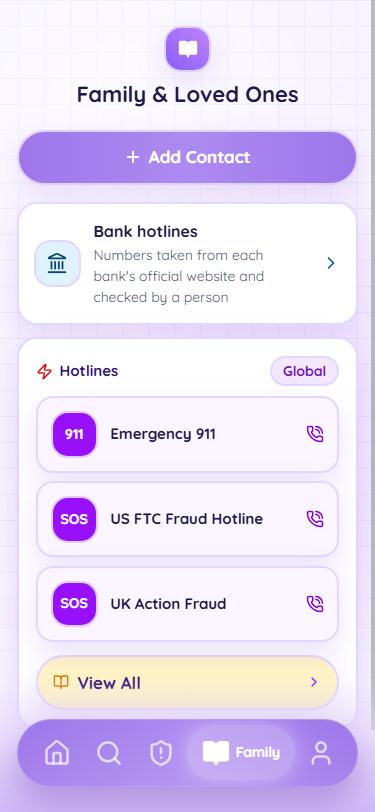 Family & Loved Ones
+ Add Contact
Bank hotlines
Numbers taken from each
bank's official website and
checked by a person
Hotlines
Global
911
Emergency 911
SOS
US FTC Fraud Hotline
SOS
UK Action Fraud
View All
Family